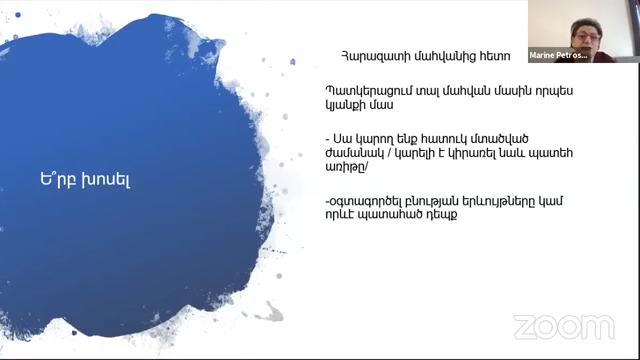 Ե՞րբ խոսել
Հարազատի մահվանից հետո
Պատկերացում տալ մահվան մասին որպես
կյանքի մաս
- Սա կարող ենք հատուկ մտածված
ժամանակ / կարելի է կիրառել նաև պատեհ
առիթը/
-օգտագործել բնության երևույթները կամ
որևէ պատահած դեպք
Marine Petros...
zoom